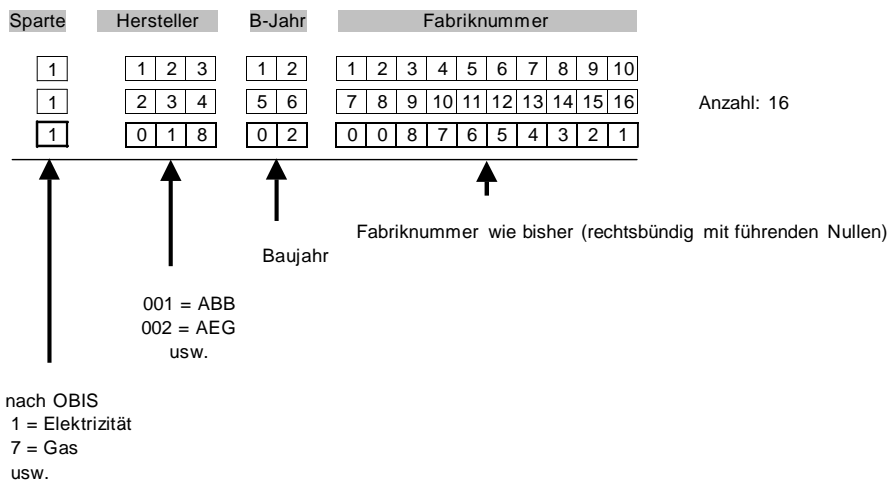 Sparte Hersteller B-Jahr Fabriknummer
1 1 2 3 1 2 1 2 3 4 5 6 7 8 9 10
1 2 3 4 5 6 7 8 9 10 11 12 13 14 15 16 Anzahl: 16
1 0 1 8 0 2 0 0 8 7 6 5 4 3 2 1
Fabriknummer wie bisher (rechtsbündig mit führenden Nullen)
Baujahr
001 = ABB
002 = AEG
usw.
nach OBIS
1 = Elektrizität
7 = Gas
usw.